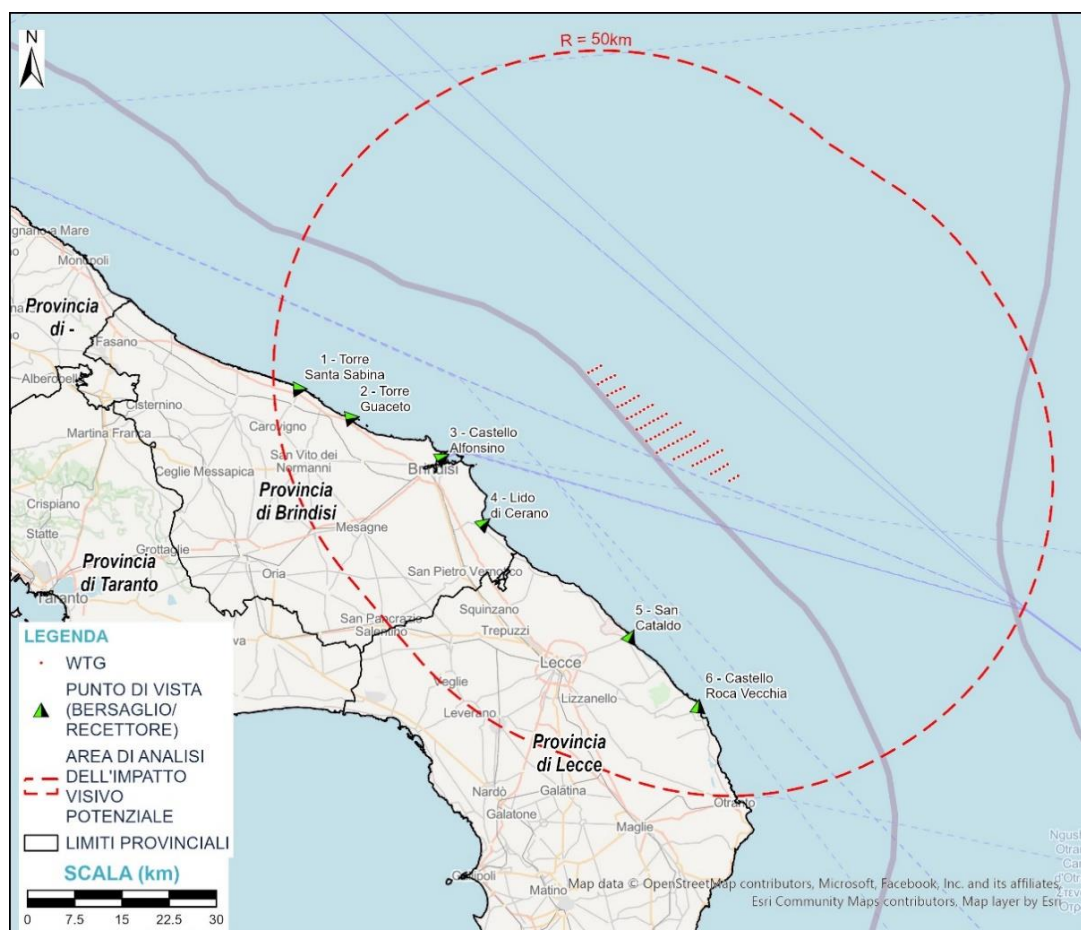 N
R = 50km
gnano a Mare
Monopoli
Provincia
di -
Fasano
Alberobell
Cisternino
Martina Franca
1 - Torre
Santa Sabina
2 - Torre
Guaceto
Carovigno
3 - Castello
Alfonsino
San Vito dei
Normanni
Brindisi
Ceglie Messapica
Provincia
di Brindisi
4 - Lido
di Cerano
Crispiano
Mesagne
Statte
Grottaglie
Provincia
di Taranto
Oria
San Pietro Vernotico
Taranto
San Pancrazio
Salentino
Squinzano
Trepuzzi
5 - San
Cataldo
Lecce
6 - Castello
Roca Vecchia
Veglie
Lizzanello
Leverano
Provincia
di Lecce
Nardò
Galatina
Otranto
Galatone
Maglie
Matino
LEGENDA
WTG
PUNTO DI VISTA
(BERSAGLIO/
RECETTORE)
AREA DI ANALISI
DELL'IMPATTO
VISIVO
POTENZIALE
LIMITI PROVINCIALI
SCALA (km)
0 7.5 15 22.5 30
Map data © OpenStreetMap contributors, Microsoft, Facebook, Inc. and its affiliates,
Esri Community Maps contributors, Map layer by Esri